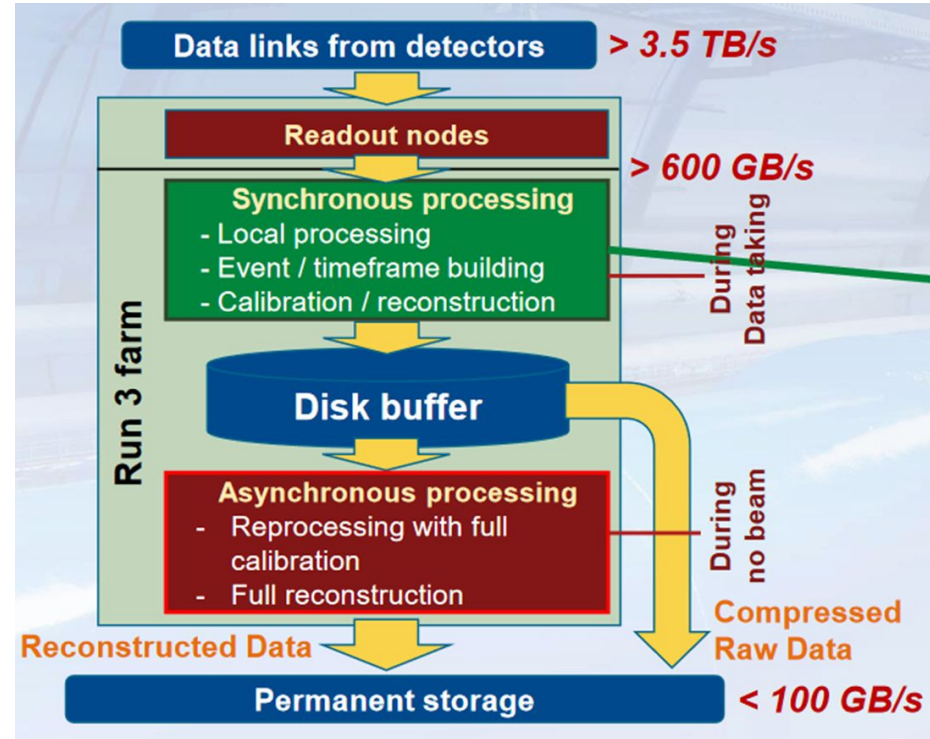 Data links from detectors
> 3.5 TB/s
Readout nodes
> 600 GB/s
Synchronous processing
- Local processing
- Event / timeframe building
- Calibration / reconstruction
During
Data taking
Run 3 farm
Disk buffer
Asynchronous processing
- Reprocessing with full
calibration
- Full reconstruction
During
no beam
Reconstructed Data
Compressed
Raw Data
Permanent storage
< 100 GB/s